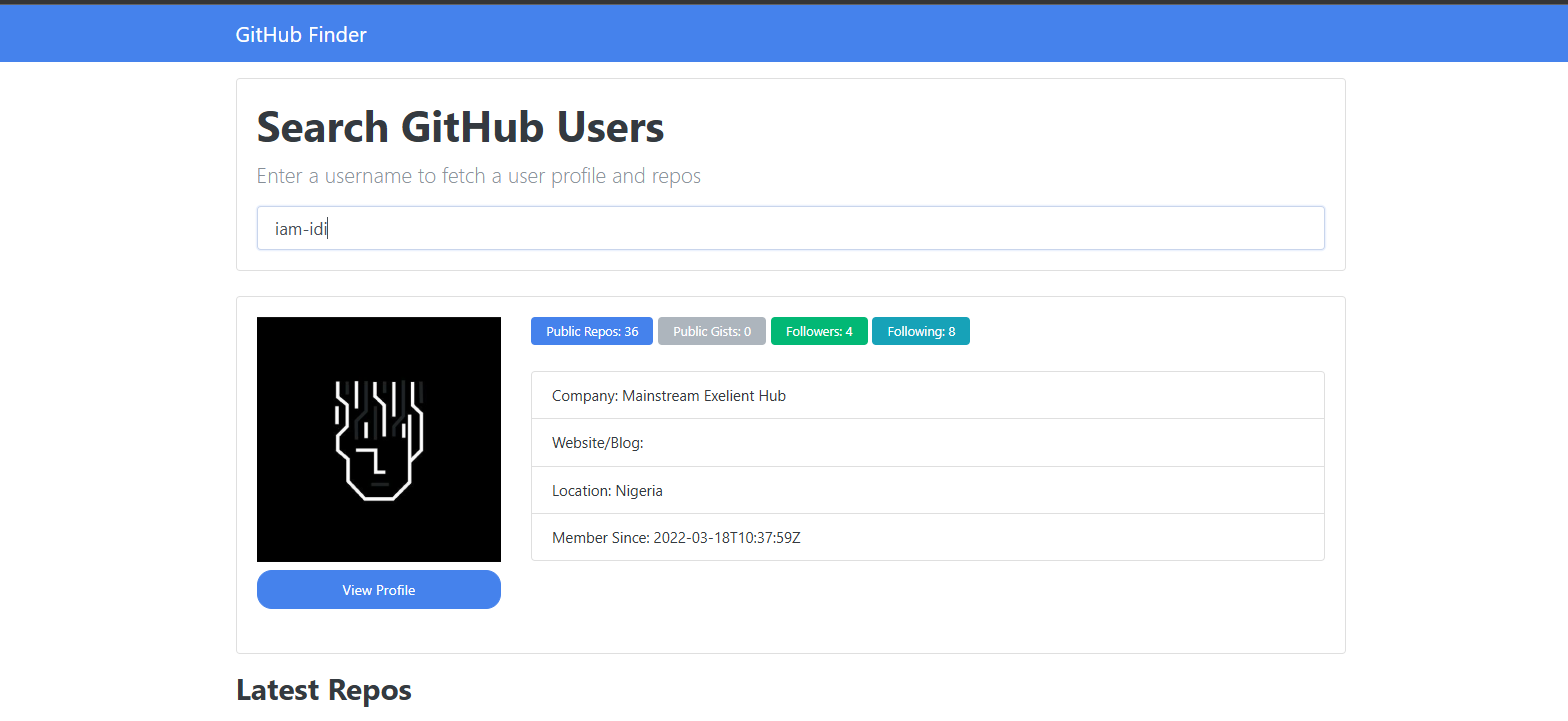 GitHub Finder
Search GitHub Users
Enter a username to fetch a user profile and repos
iam-idi
Public Repos: 36 Public Gists: 0 Followers: 4 Following: 8
Company: Mainstream Exelient Hub
Website/Blog:
Location: Nigeria
Member Since: 2022-03-18T10:37:59Z
View Profile
Latest Repos